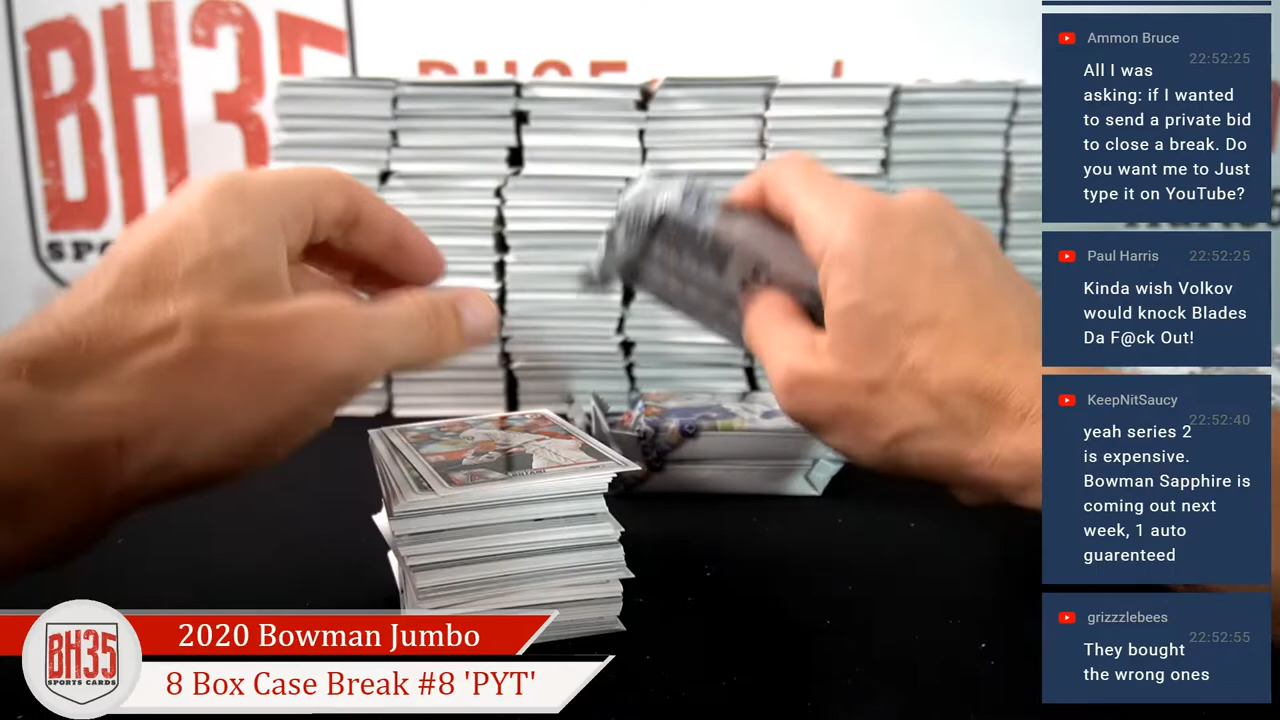 BH35
SPO
BH35
Ammon Bruce
22:52:25
All I was
asking: if I wanted
to send a private bid
to close a break. Do
you want me to Just
type it on YouTube?
Paul Harris 22:52:25
Kinda wish Volkov
would knock Blades
Da F@ck Out!
KeepNitSaucy
22:52:40
yeah series 2
is expensive.
Bowman Sapphire is
coming out next
week, 1 auto
guarenteed
grizzzlebees
22:52:55
They bought
the wrong ones
BH35
SPORTS CARDS
2020 Bowman Jumbo
8 Box Case Break #8 'PYT'